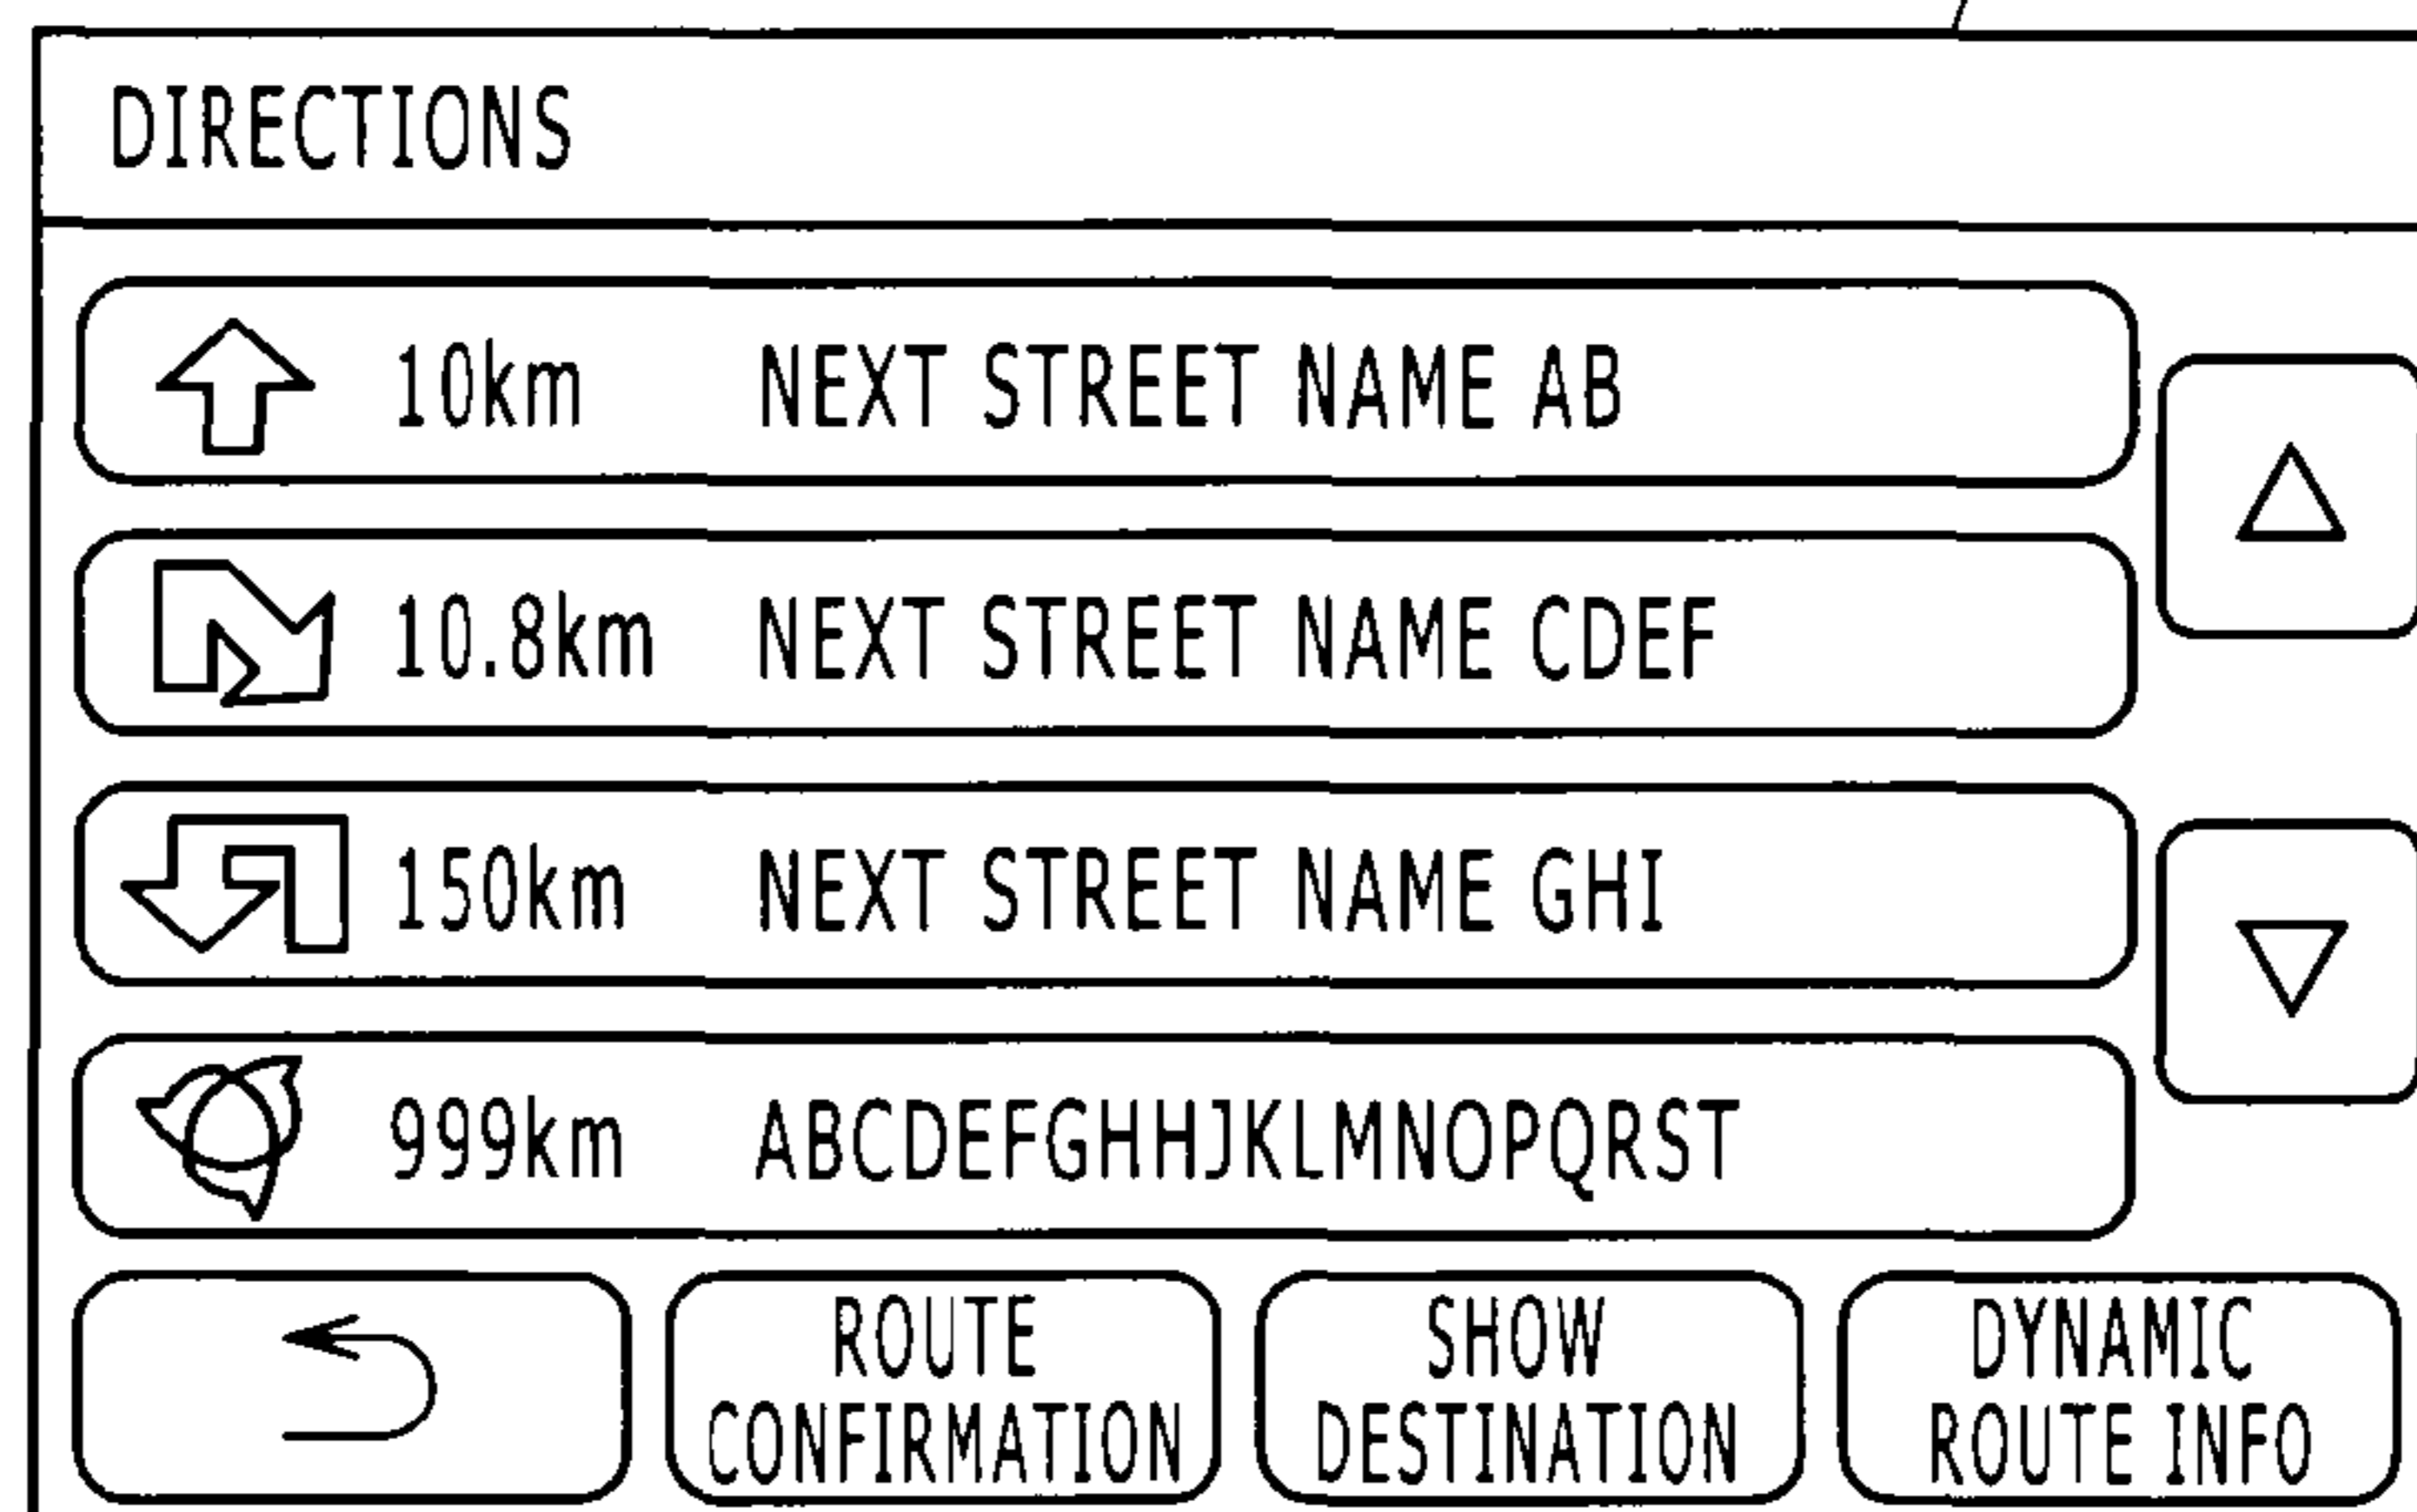 DIRECTIONS
10km NEXT STREET NAME AB
10.8km NEXT STREET NAME CDEF
150km NEXT STREET NAME GHI
999km ABCDEFGHHJKLMNOPQRST
ROUTE
CONFIRMATION
SHOW
DESTINATION
DYNAMIC
ROUTE INFO